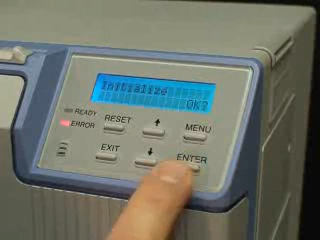 Initialize
OK?
READY
ERROR
RESET
MENU
EXIT
ENTER